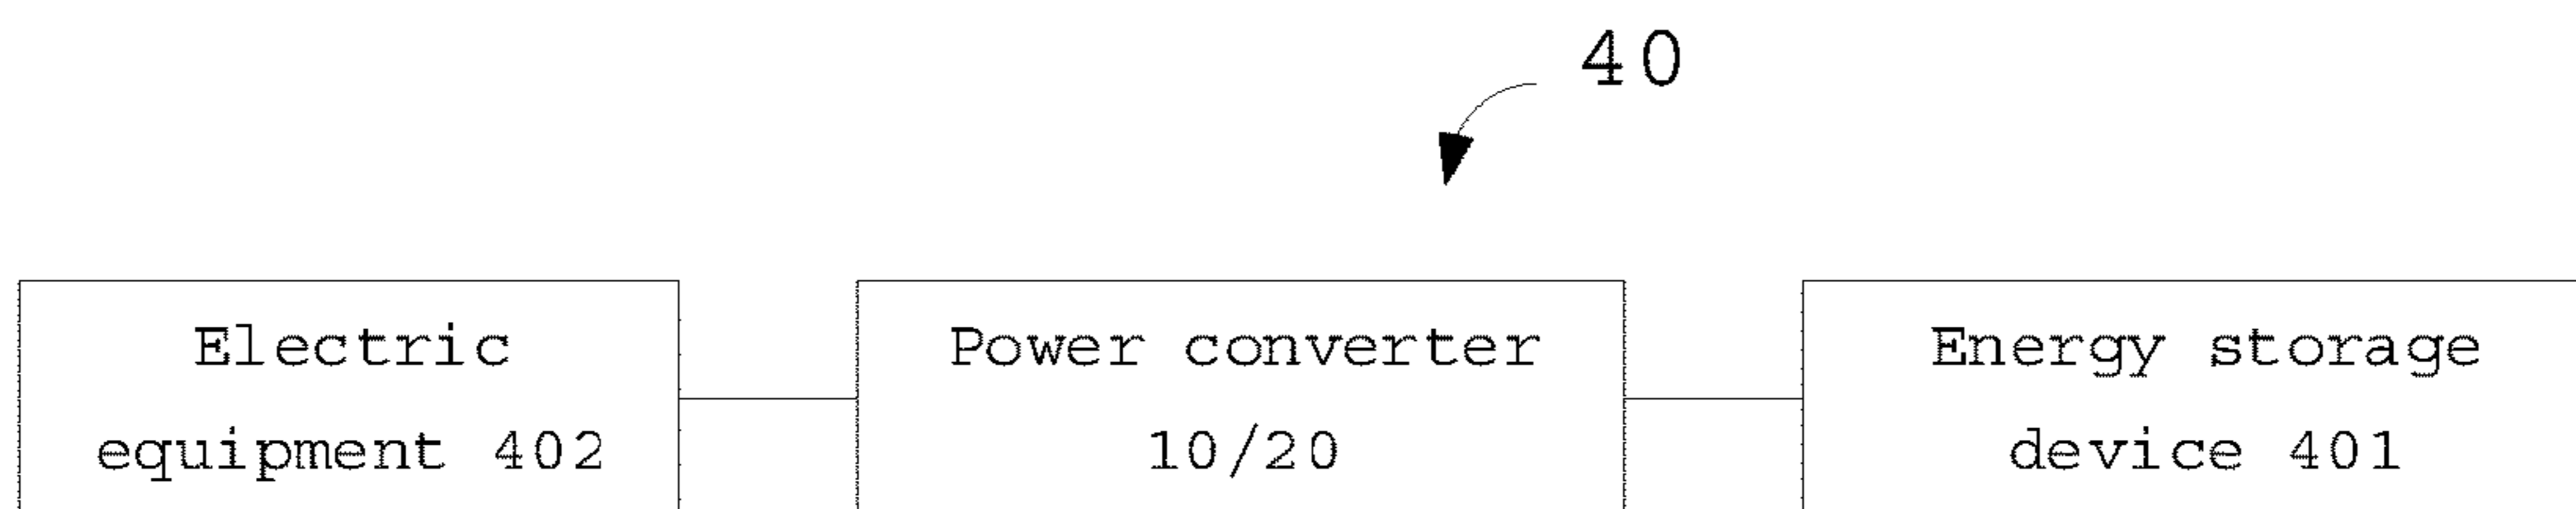 40
Electric
equipment 402
Power converter
10/20
Energy storage
device 401